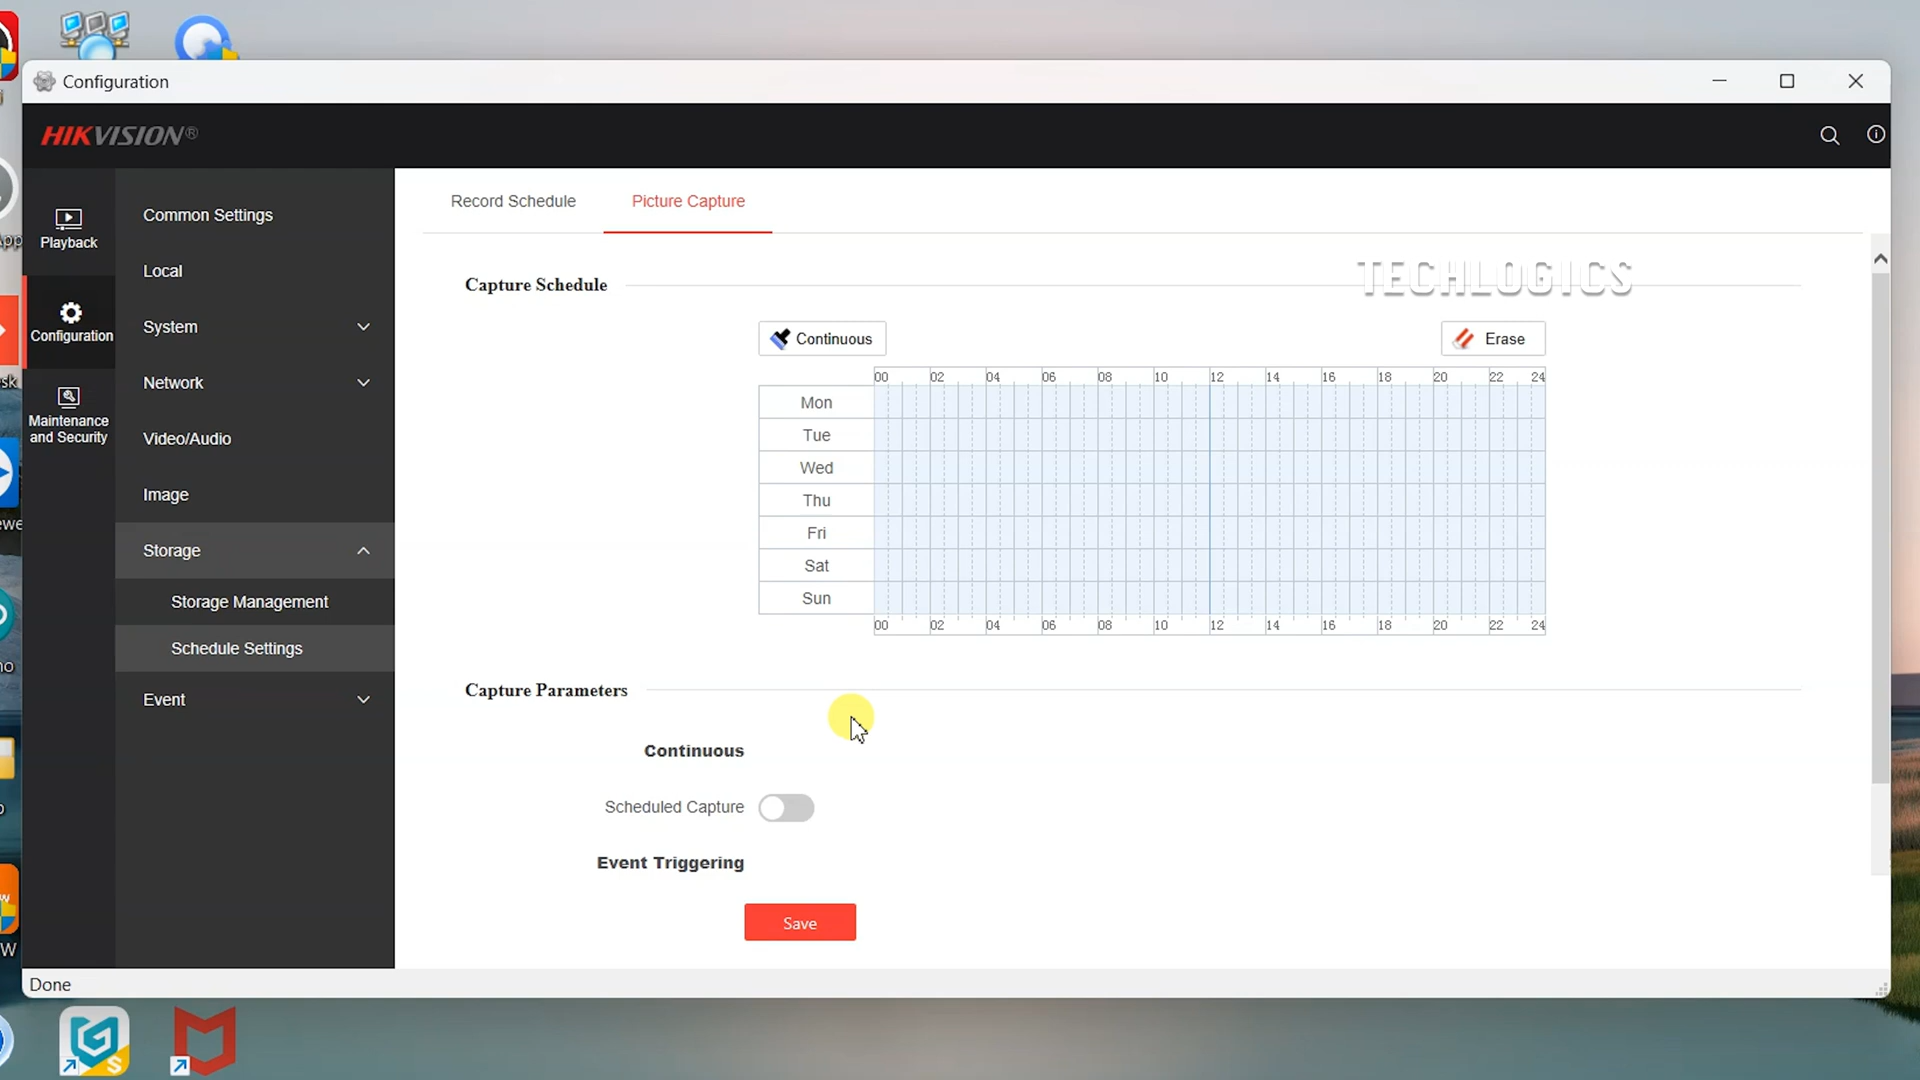 Configuration
HIKVISION®
Playback
Configuration
Maintenance
and Security
Common Settings
Local
System
Network
Video/Audio
Image
Storage
Storage Management
Schedule Settings
Event
Record Schedule Picture Capture
TECHLOGICS
Capture Schedule
Continuous Erase
00 02 04 06 08 10 12 14 16 18 20 22 24
Mon
Tue
Wed
Thu
Fri
Sat
Sun
00 02 04 06 08 10 12 14 16 18 20 22 24
Capture Parameters
Continuous
Scheduled Capture
Event Triggering
Save
Done